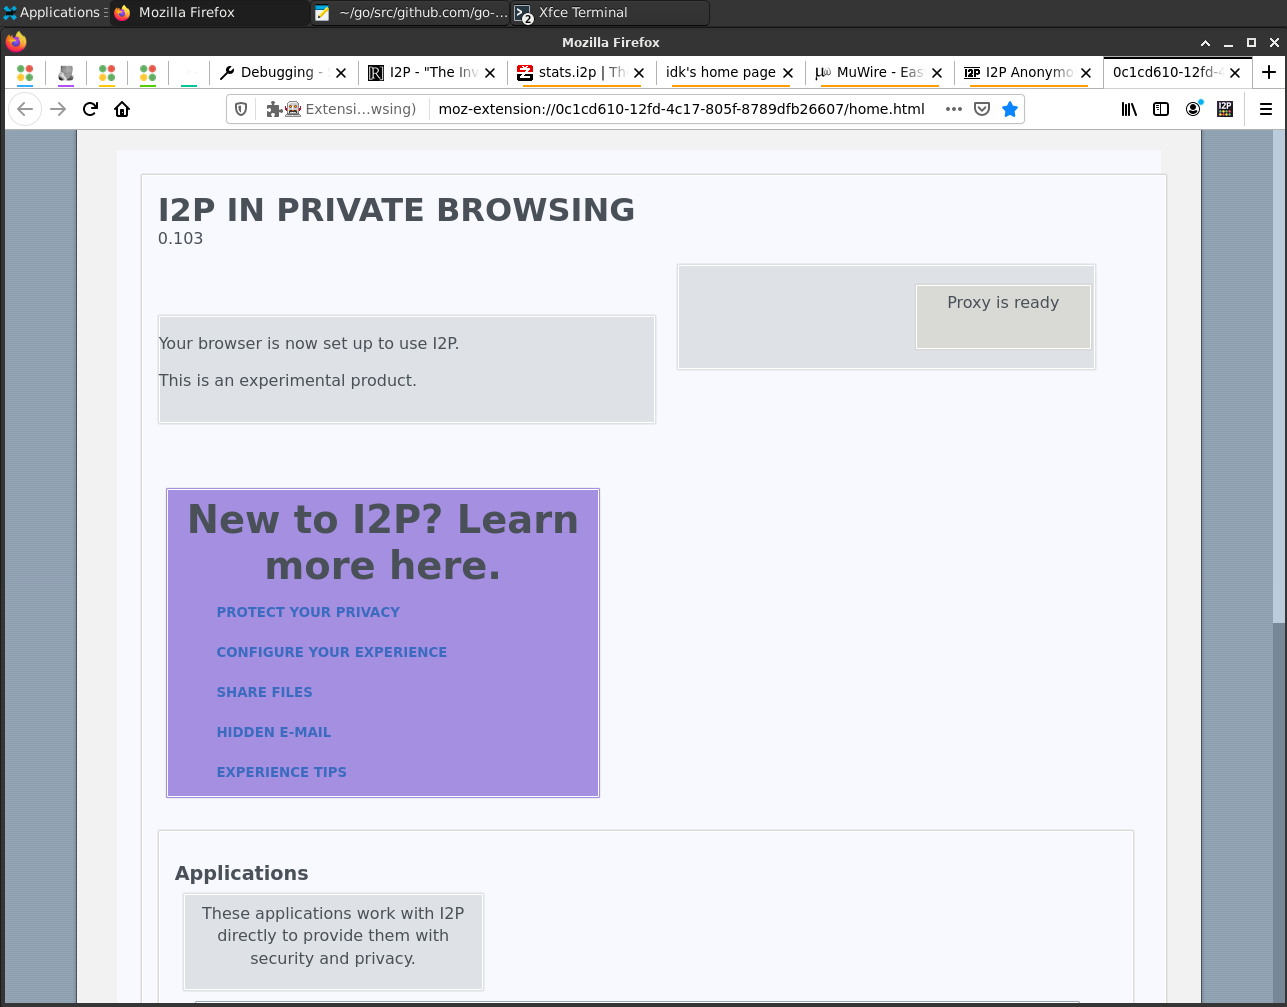 Applications
Mozilla Firefox
~/go/src/github.com/go-...
2
Xfce Terminal
Mozilla Firefox
Debugging -
I2P - "The Inv
stats.i2p | Th
idk's home page
MuWire - Eas
I2P Anonymo
0c1cd610-12fd-4
Extensi...wsing)
moz-extension://0c1cd610-12fd-4c17-805f-8789dfb26607/home.html
I2P IN PRIVATE BROWSING
0.103
Proxy is ready
Your browser is now set up to use I2P.
This is an experimental product.
New to I2P? Learn
more here.
PROTECT YOUR PRIVACY
CONFIGURE YOUR EXPERIENCE
SHARE FILES
HIDDEN E-MAIL
EXPERIENCE TIPS
Applications
These applications work with I2P
directly to provide them with
security and privacy.